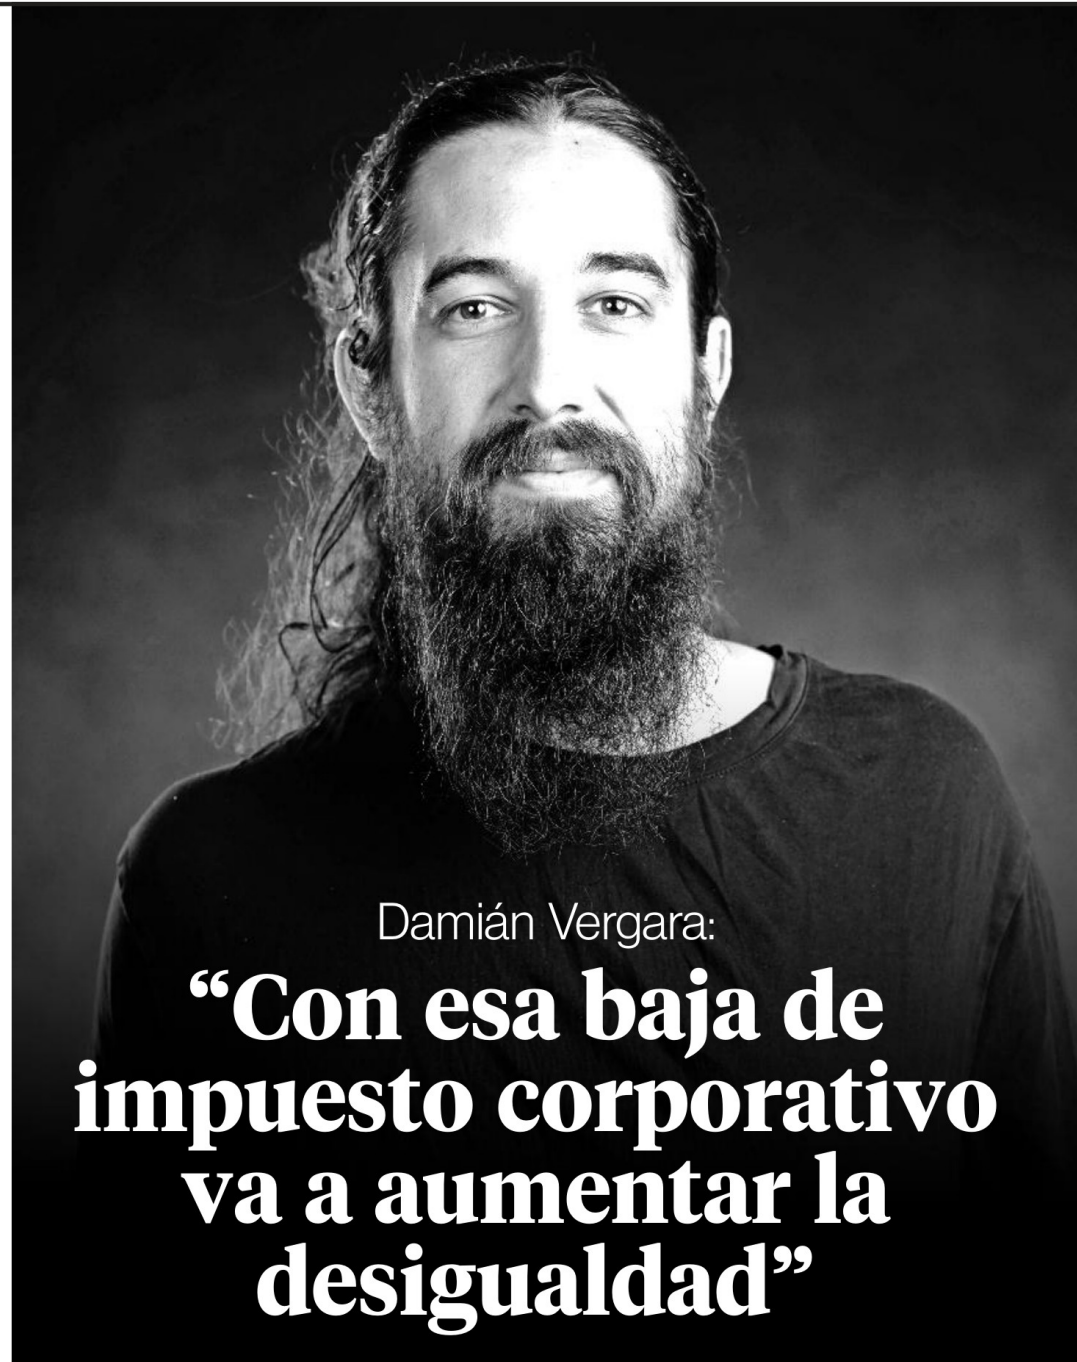 Damián Vergara:
“Con esa baja de
impuesto corporativo
va a aumentar la
desigualdad”